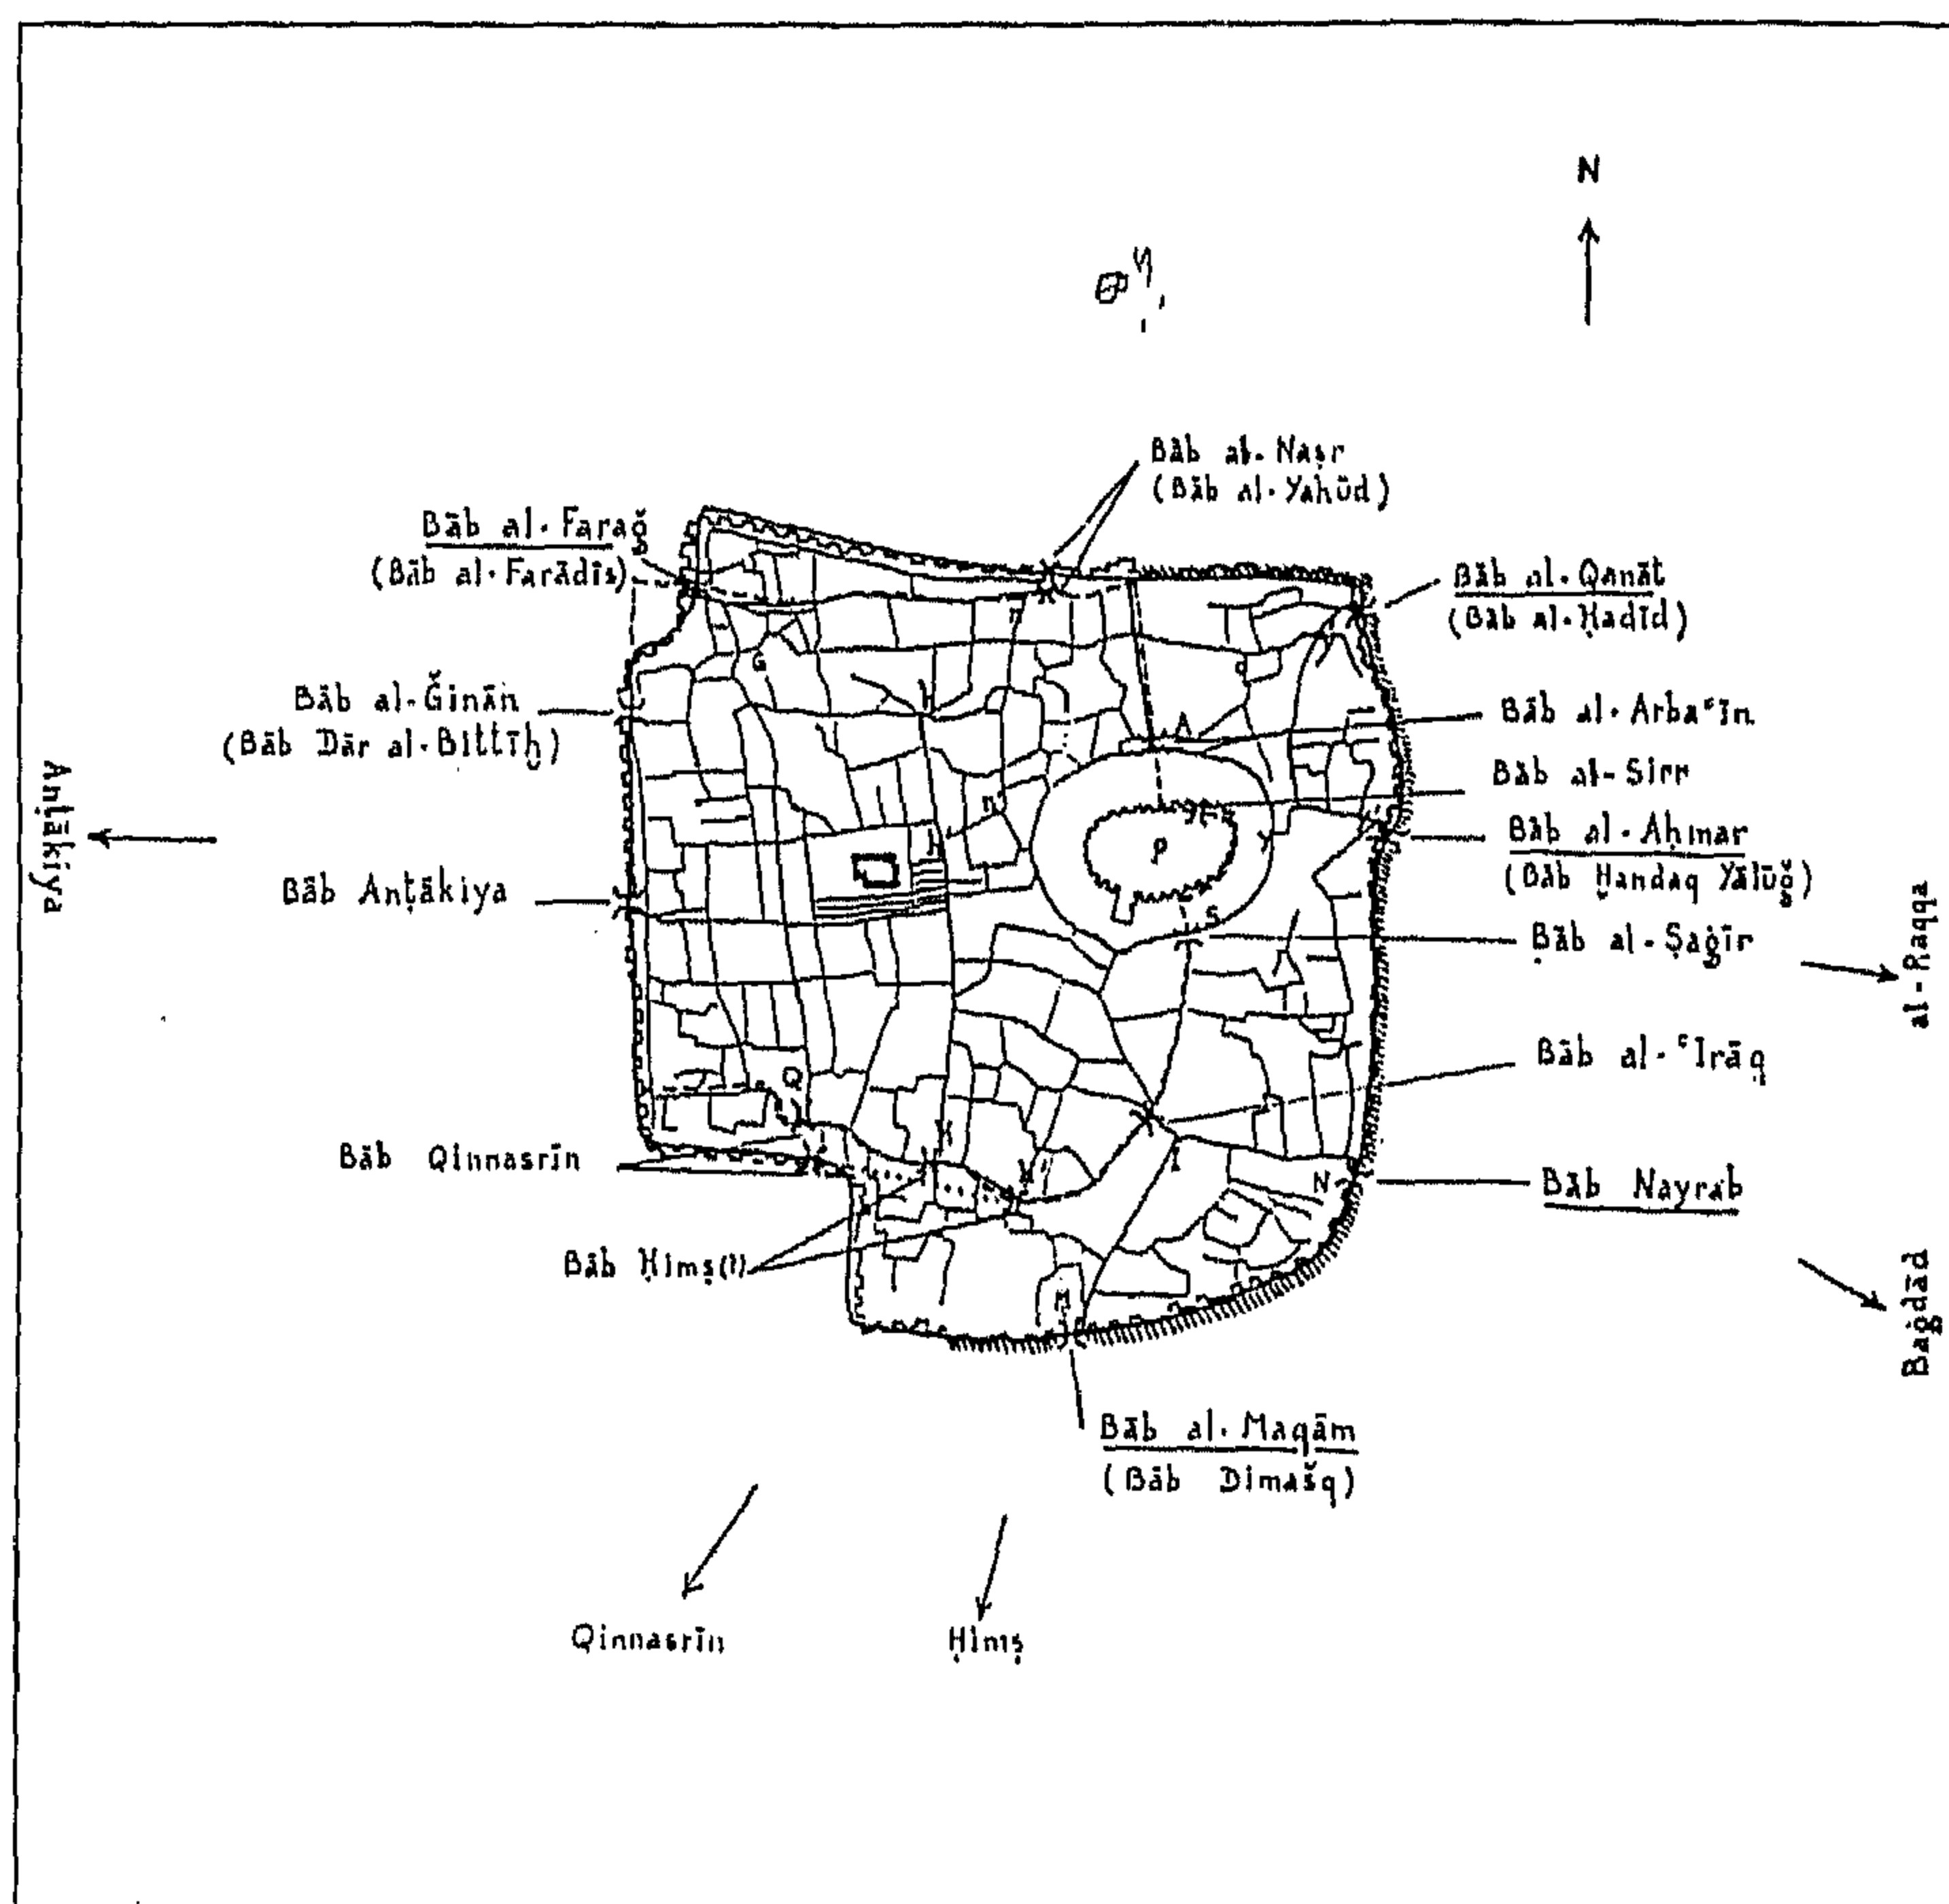 N
Bāb al-Naṣr
(Bāb al-Yahūd)
Bāb al-Farağ
(Bāb al-Farādīs)
Bāb al-Qanāt
(Bāb al-Ḥadīd)
Bāb al-Ğinān
(Bāb Dār al-Biṭṭīḫ)
Bāb al-Arbaʿīn
Bāb al-Sirr
Bāb al-Aḥmar
(Bāb Ḫandaq Yālūğ)
Anṭākiya
Bāb Anṭākiya
Bāb al-Ṣaġīr
al-Raqqa
Bāb al-ʿIrāq
Bāb Qinnasrīn
Bāb Nayrab
Bāb Ḥimṣ(?)
Baġdād
Bāb al-Maqām
(Bāb Dimašq)
Qinnasrīn
Ḥimṣ
G
A
P
S
Q
N
M